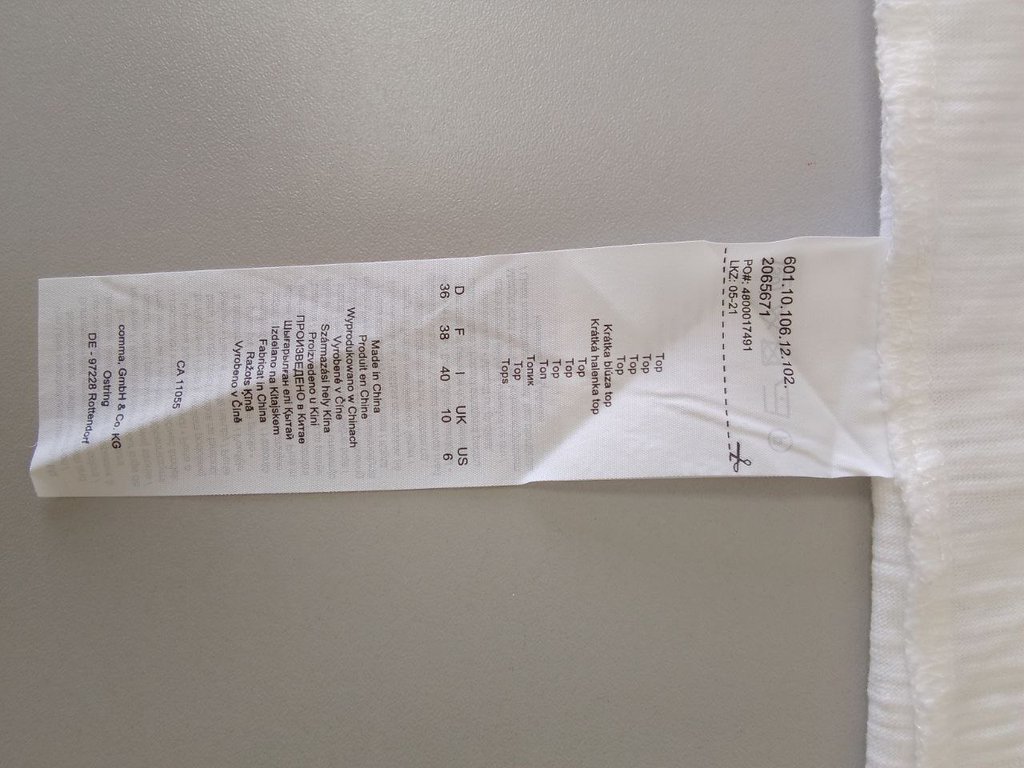 601.10.106.12.102.
2065671
PO#: 4800017491
LKZ: 05-21
Top
Top
Top
Top
Krátka blúza top
Krátká halenka top
Top
Top
Top
Топ
Топик
Top
Tops
D F I UK US
36 38 40 10 6
Made in China
Produit en Chine
Wyprodukowano w Chinach
Vyrobené v Číne
Származási hely Kína
Proizvedeno u Kini
ПРОИЗВЕДЕНО в Китае
Шығарылған елі Қытай
Izdelano na Kitajskem
Fabricat in China
Ražots Ķīnā
Vyrobeno v Číně
CA 11055
comma, GmbH & Co. KG
Ostring
DE - 97228 Rottendorf